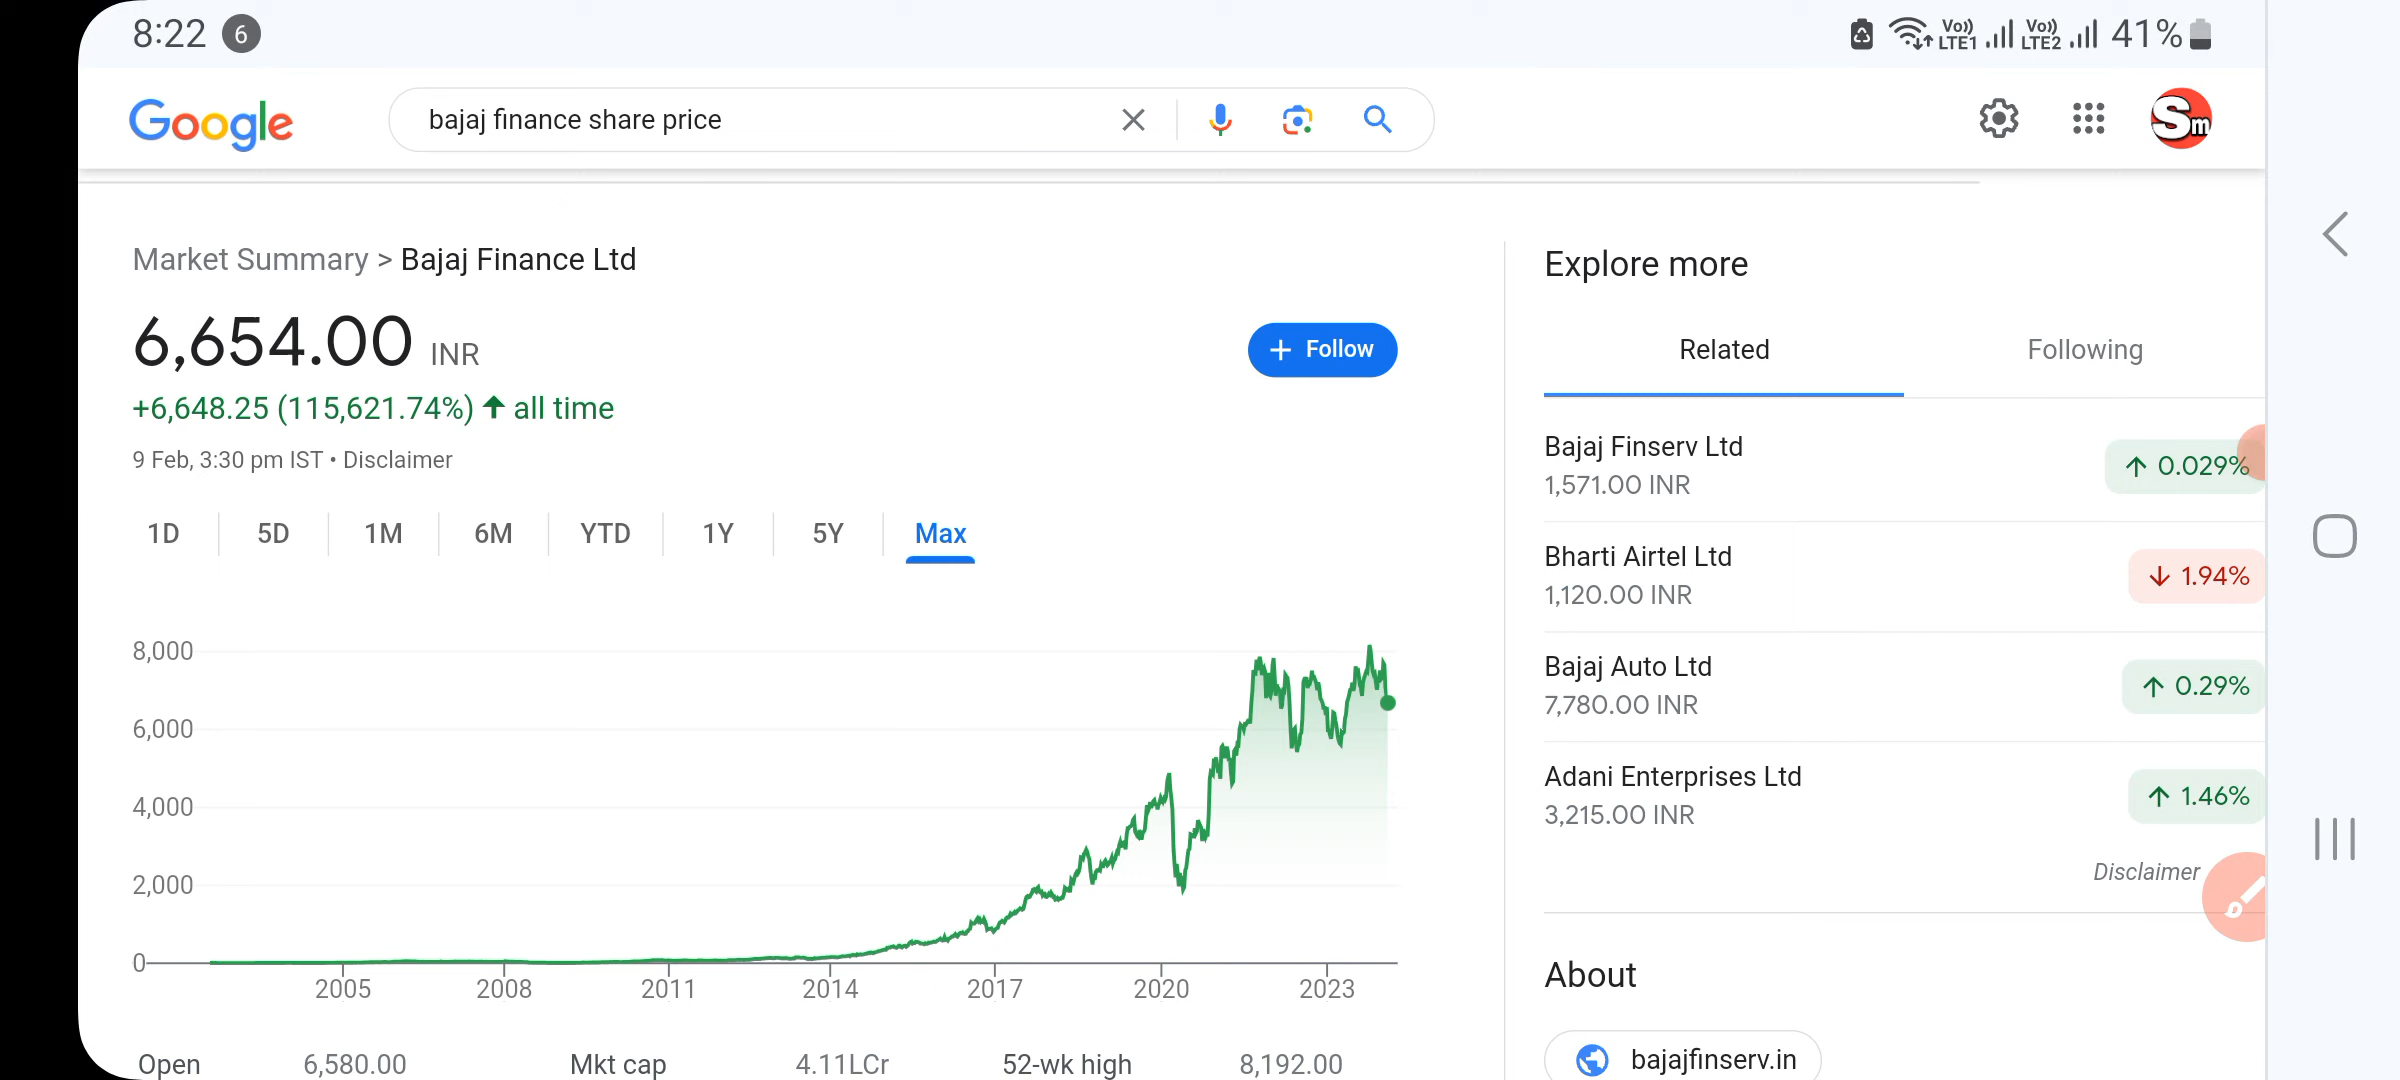 8:22 6 Vo)) LTE1 Vo)) LTE2 41%
Google bajaj finance share price Sm
Market Summary > Bajaj Finance Ltd
6,654.00 INR
+ Follow
+6,648.25 (115,621.74%) all time
9 Feb, 3:30 pm IST • Disclaimer
1D 5D 1M 6M YTD 1Y 5Y Max
8,000
6,000
4,000
2,000
0
2005 2008 2011 2014 2017 2020 2023
Open 6,580.00 Mkt cap 4.11LCr 52-wk high 8,192.00
Explore more
Related Following
Bajaj Finserv Ltd
1,571.00 INR
0.029%
Bharti Airtel Ltd
1,120.00 INR
1.94%
Bajaj Auto Ltd
7,780.00 INR
0.29%
Adani Enterprises Ltd
3,215.00 INR
1.46%
Disclaimer
About
bajajfinserv.in